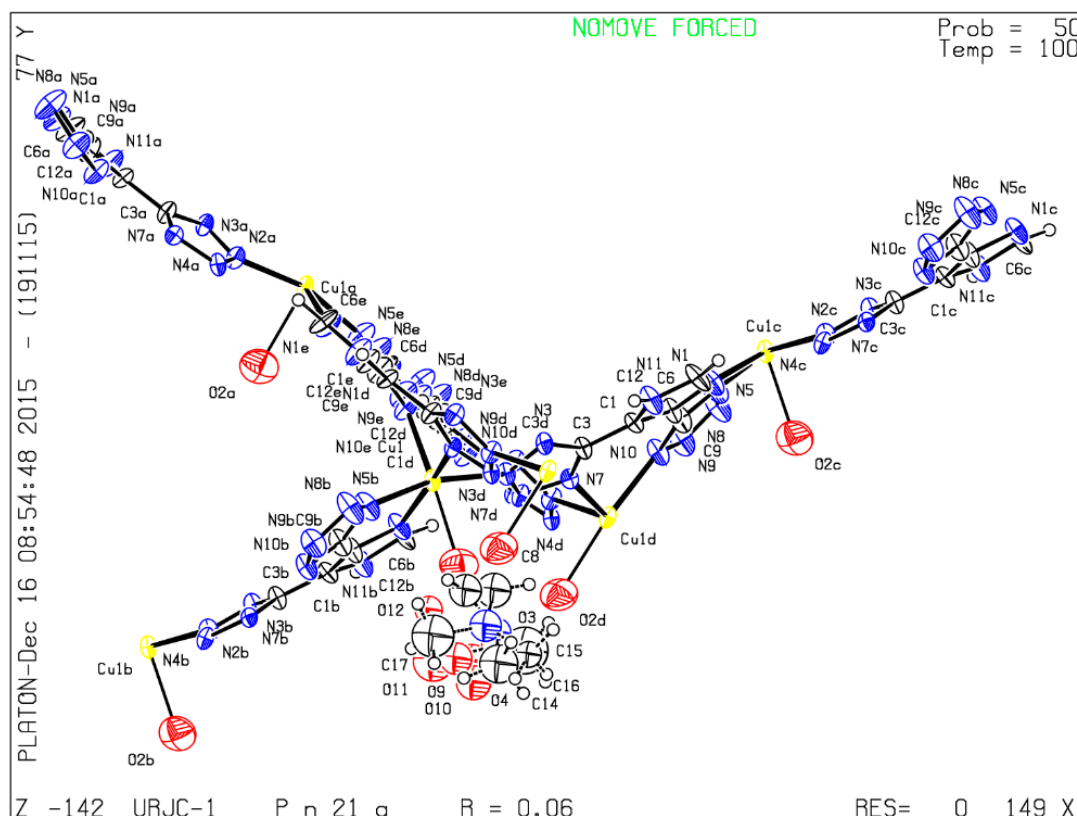 NOMOVE FORCED
Prob = 50
Temp = 100
77 Y
PLATON-Dec 16 08:54:48 2015 - (191115)
N8a
N5a
N1a
N9a
C9a
N11a
C6a
C12a
N10a
C1a
C3a
N7a
N3a
N2a
N4a
Cu1a
C6e
N5e
N8e
C6d
N1e
O2a
N5d
N8d
N3e
C9d
C1e
N1d
C12e
C9e
N9e
N9d
N10d
C12d
N10e
Cu1
C1d
N3d
N7d
N4d
C3d
N3
C3
N7
N8c
N5c
N9c
C12c
N1c
N10c
C6c
N3c
N11c
N2c
C1c
Cu1c
C3c
N7c
N4c
N11
N1
C12
C6
C1
N5
N10
N8
C9
N9
O2c
Cu1d
N8b
N5b
N9b
C9b
N10b
C6b
C3b
C12b
N11b
C1b
N3b
N7b
N4b
N2b
Cu1b
O2b
C8
O2d
O12
O3
C15
C17
O11
O9
O10
O4
C16
C14
Z -142 URJC-1 P n 21 a R = 0.06 RES= 0 149 X